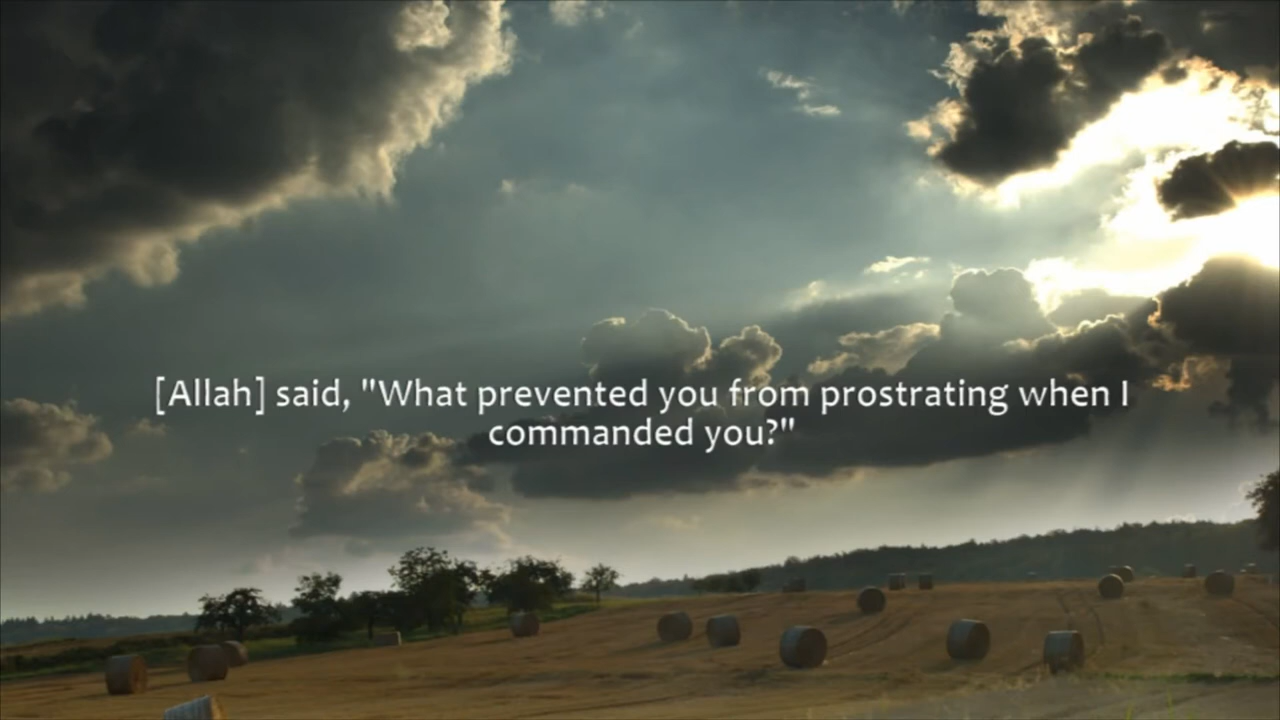 [Allah] said, "What prevented you from prostrating when I
commanded you?"